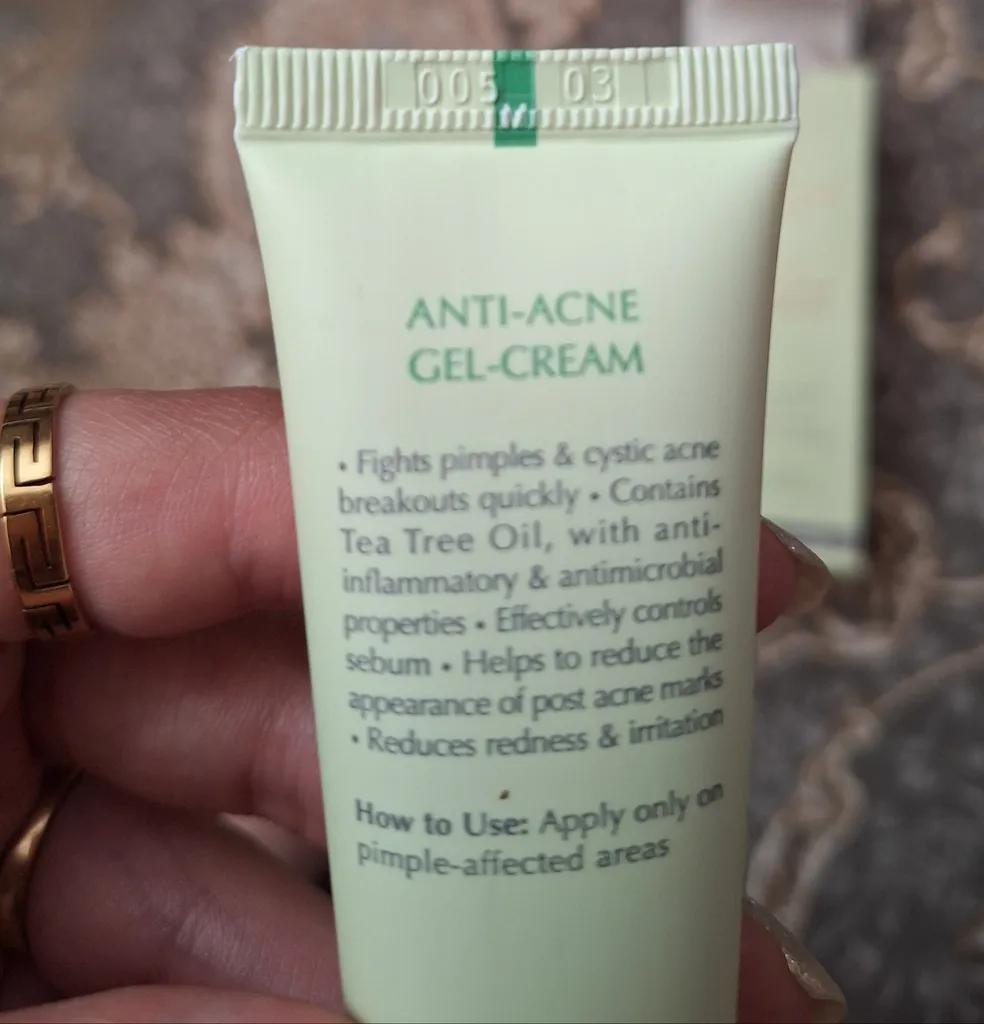 005 03
ANTI-ACNE
GEL-CREAM
• Fights pimples & cystic acne
breakouts quickly • Contains
Tea Tree Oil, with anti-
inflammatory & antimicrobial
properties • Effectively controls
sebum • Helps to reduce the
appearance of post acne marks
• Reduces redness & irritation
How to Use: Apply only on
pimple-affected areas